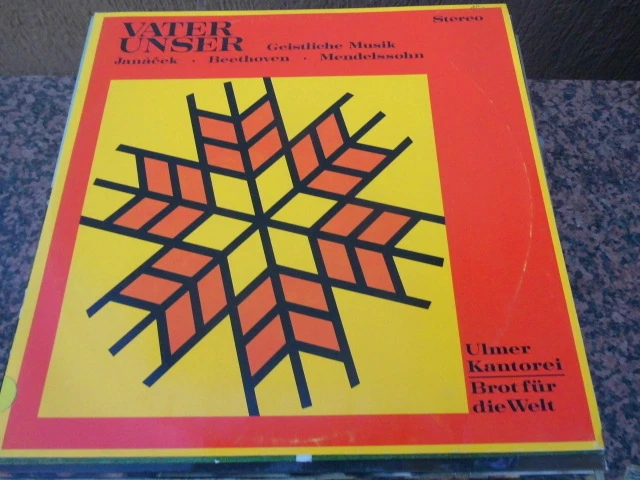 VATER
UNSER Geistliche Musik
Janáček · Beethoven · Mendelssohn
Stereo
Ulmer
Kantorei
Brot für
die Welt